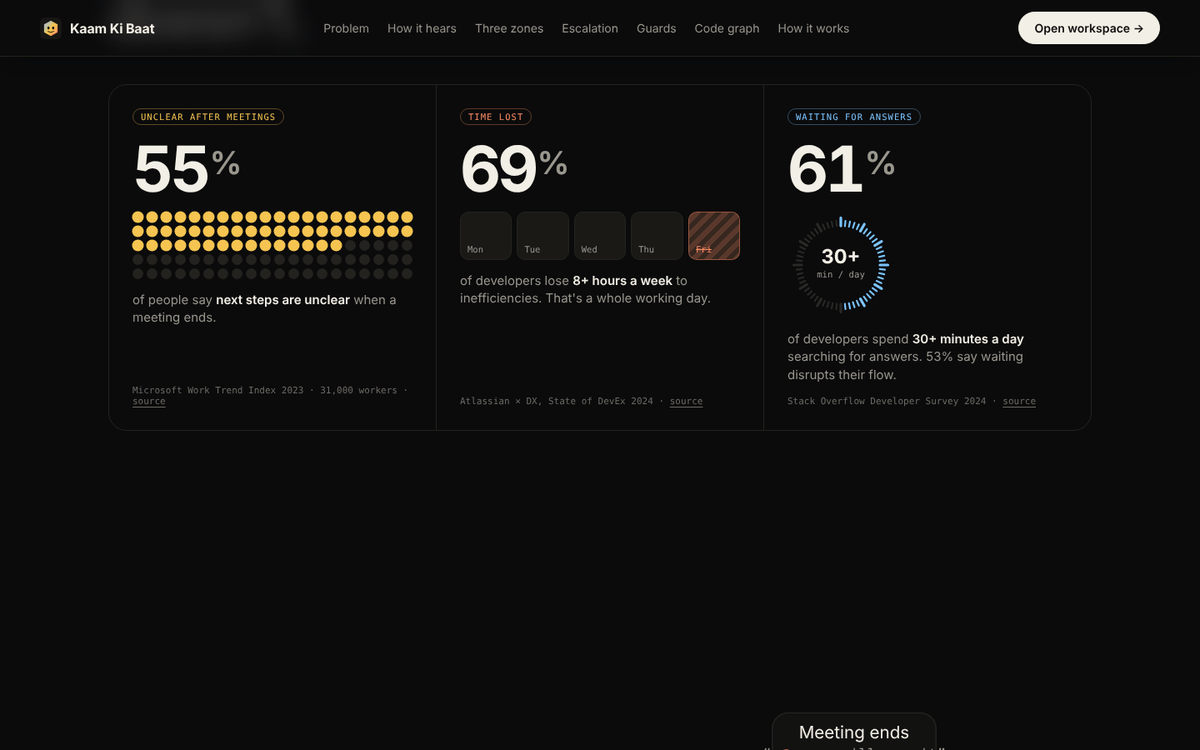 Kaam Ki Baat
Problem
How it hears
Three zones
Escalation
Guards
Code graph
How it works
Open workspace →
UNCLEAR AFTER MEETINGS
55%
of people say next steps are unclear when a
meeting ends.
Microsoft Work Trend Index 2023 · 31,000 workers ·
source
TIME LOST
69%
Mon
Tue
Wed
Thu
Fri
of developers lose 8+ hours a week to
inefficiencies. That's a whole working day.
Atlassian × DX, State of DevEx 2024 · source
WAITING FOR ANSWERS
61%
30+
min / day
of developers spend 30+ minutes a day
searching for answers. 53% say waiting
disrupts their flow.
Stack Overflow Developer Survey 2024 · source
Meeting ends